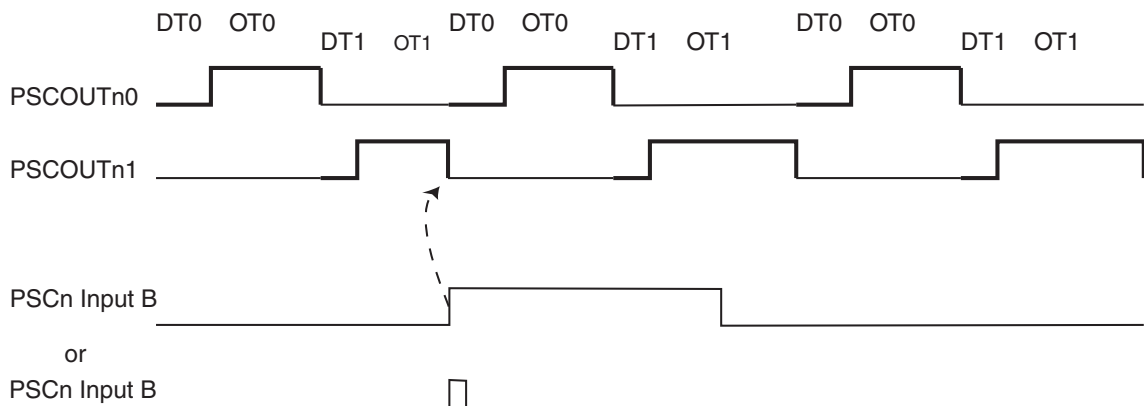 DT0 OT0 DT1 OT1 DT0 OT0 DT1 OT1 DT0 OT0 DT1 OT1
PSCOUTn0
PSCOUTn1
PSCn Input B
or
PSCn Input B